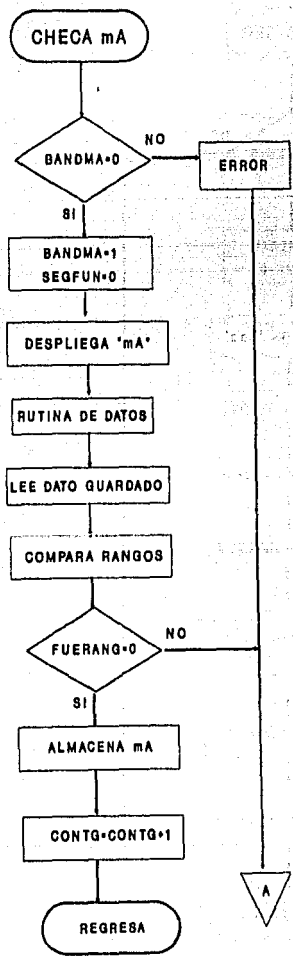 CHECA mA
BANDMA=0
NO
ERROR
SI
BANDMA=1
SEGFUN=0
DESPLIEGA "mA"
RUTINA DE DATOS
LEE DATO GUARDADO
COMPARA RANGOS
FUERANG=0
NO
SI
ALMACENA mA
CONTG=CONTG+1
A
REGRESA